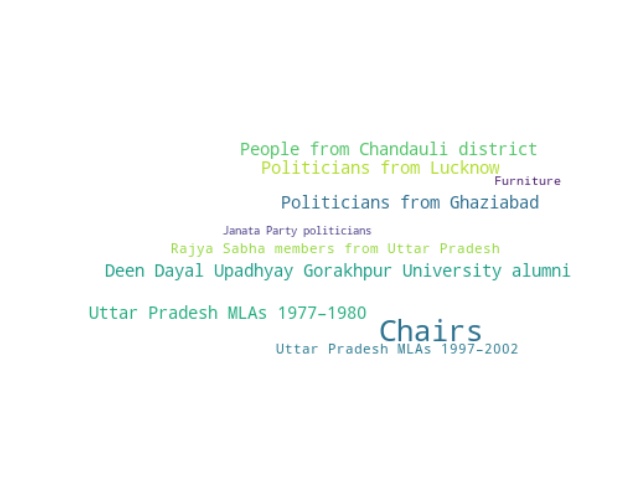 People from Chandauli district
Politicians from Lucknow
Furniture
Politicians from Ghaziabad
Janata Party politicians
Rajya Sabha members from Uttar Pradesh
Deen Dayal Upadhyay Gorakhpur University alumni
Uttar Pradesh MLAs 1977–1980
Chairs
Uttar Pradesh MLAs 1997–2002